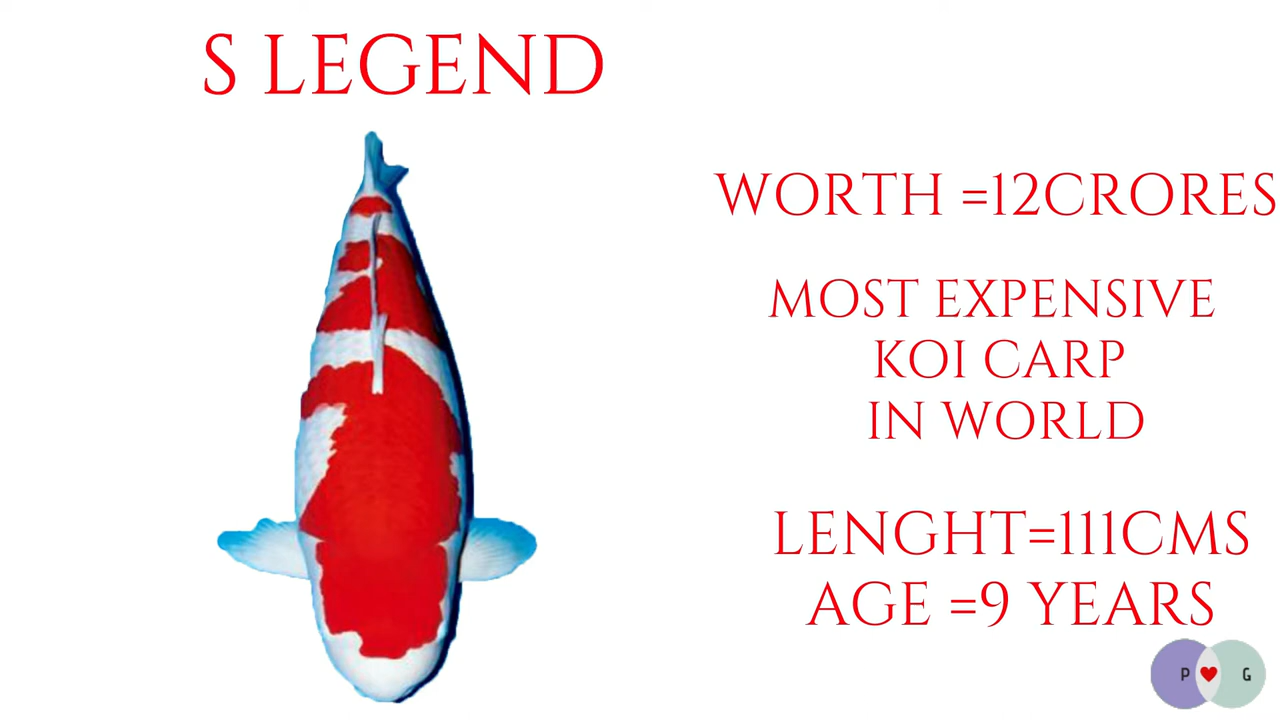 S LEGEND
WORTH =12CRORES
MOST EXPENSIVE
KOI CARP
IN WORLD
LENGHT=111CMS
AGE =9 YEARS
P G